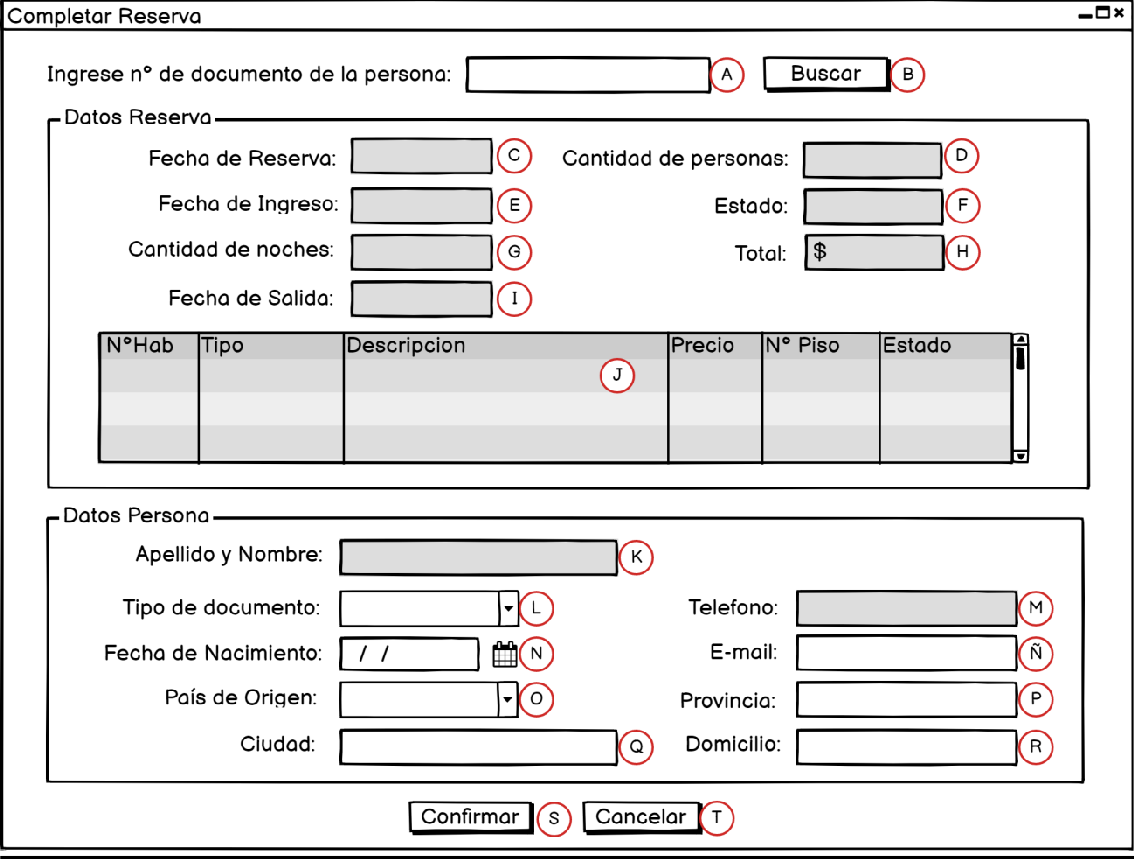 Completar Reserva
Ingrese n° de documento de la persona: A Buscar B
Datos Reserva
Fecha de Reserva: C Cantidad de personas: D
Fecha de Ingreso: E Estado: F
Cantidad de noches: G Total: $ H
Fecha de Salida: I
N°Hab Tipo Descripcion Precio N° Piso Estado
J
Datos Persona
Apellido y Nombre: K
Tipo de documento: L Telefono: M
Fecha de Nacimiento: / / N E-mail: Ñ
País de Origen: O Provincia: P
Ciudad: Q Domicilio: R
Confirmar S Cancelar T